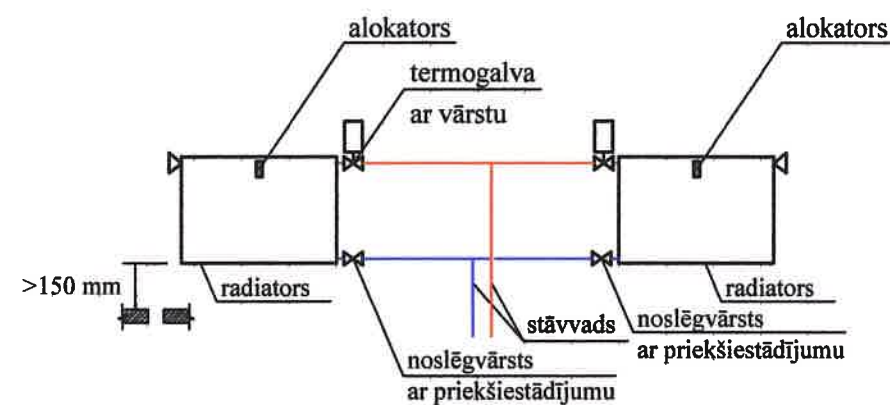 alokators
alokators
termogalva
ar vārstu
>150 mm
radiators
stāvvads
radiators
noslēgvārsts
ar priekšiestādījumu
noslēgvārsts
ar priekšiestādījumu